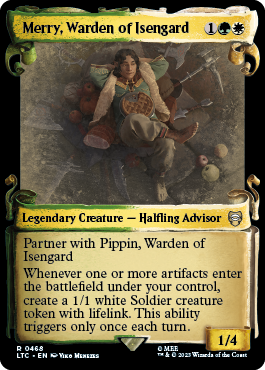 Merry, Warden of Isengard 1
Legendary Creature — Halfling Advisor
Partner with Pippin, Warden of
Isengard
Whenever one or more artifacts enter
the battlefield under your control,
create a 1/1 white Soldier creature
token with lifelink. This ability
triggers only once each turn.
1/4
R 0468
LTC • EN Viko Menezes
© MEE
™ & © 2023 Wizards of the Coast